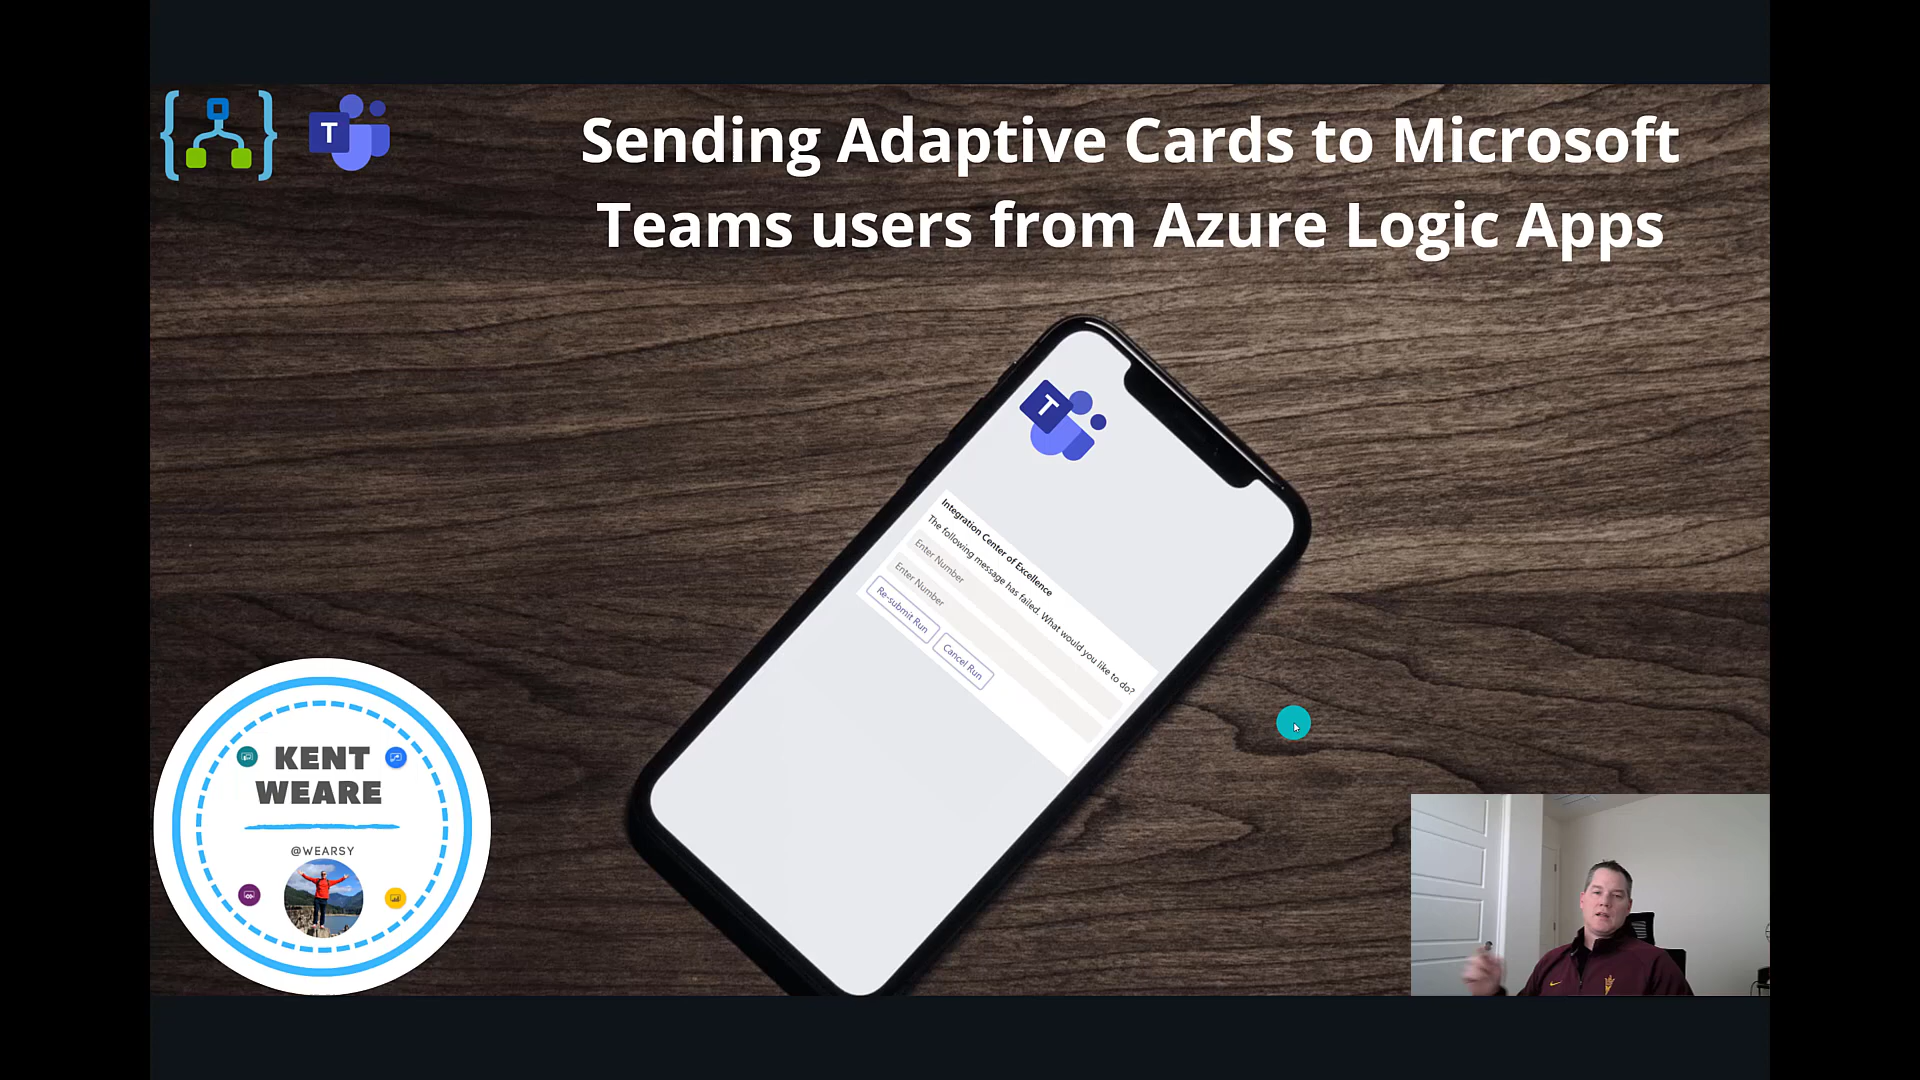 T
Sending Adaptive Cards to Microsoft
Teams users from Azure Logic Apps
T
Integration Center of Excellence
The following message has failed. What would you like to do?
Enter Number
Enter Number
Re-submit Run
Cancel Run
KENT
WEARE
@WEARSY